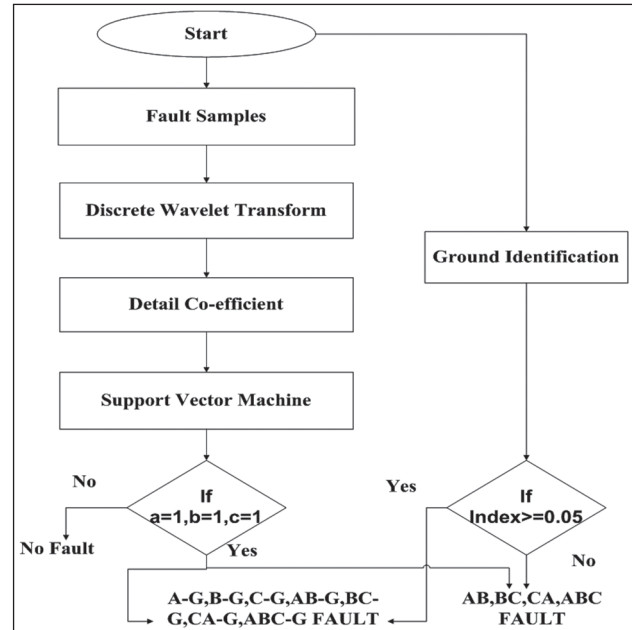 Start
Fault Samples
Discrete Wavelet Transform
Ground Identification
Detail Co-efficient
Support Vector Machine
No
If
a=1,b=1,c=1
Yes
If
Index>=0.05
No Fault
Yes
No
A-G,B-G,C-G,AB-G,BC-
G,CA-G,ABC-G FAULT
AB,BC,CA,ABC
FAULT